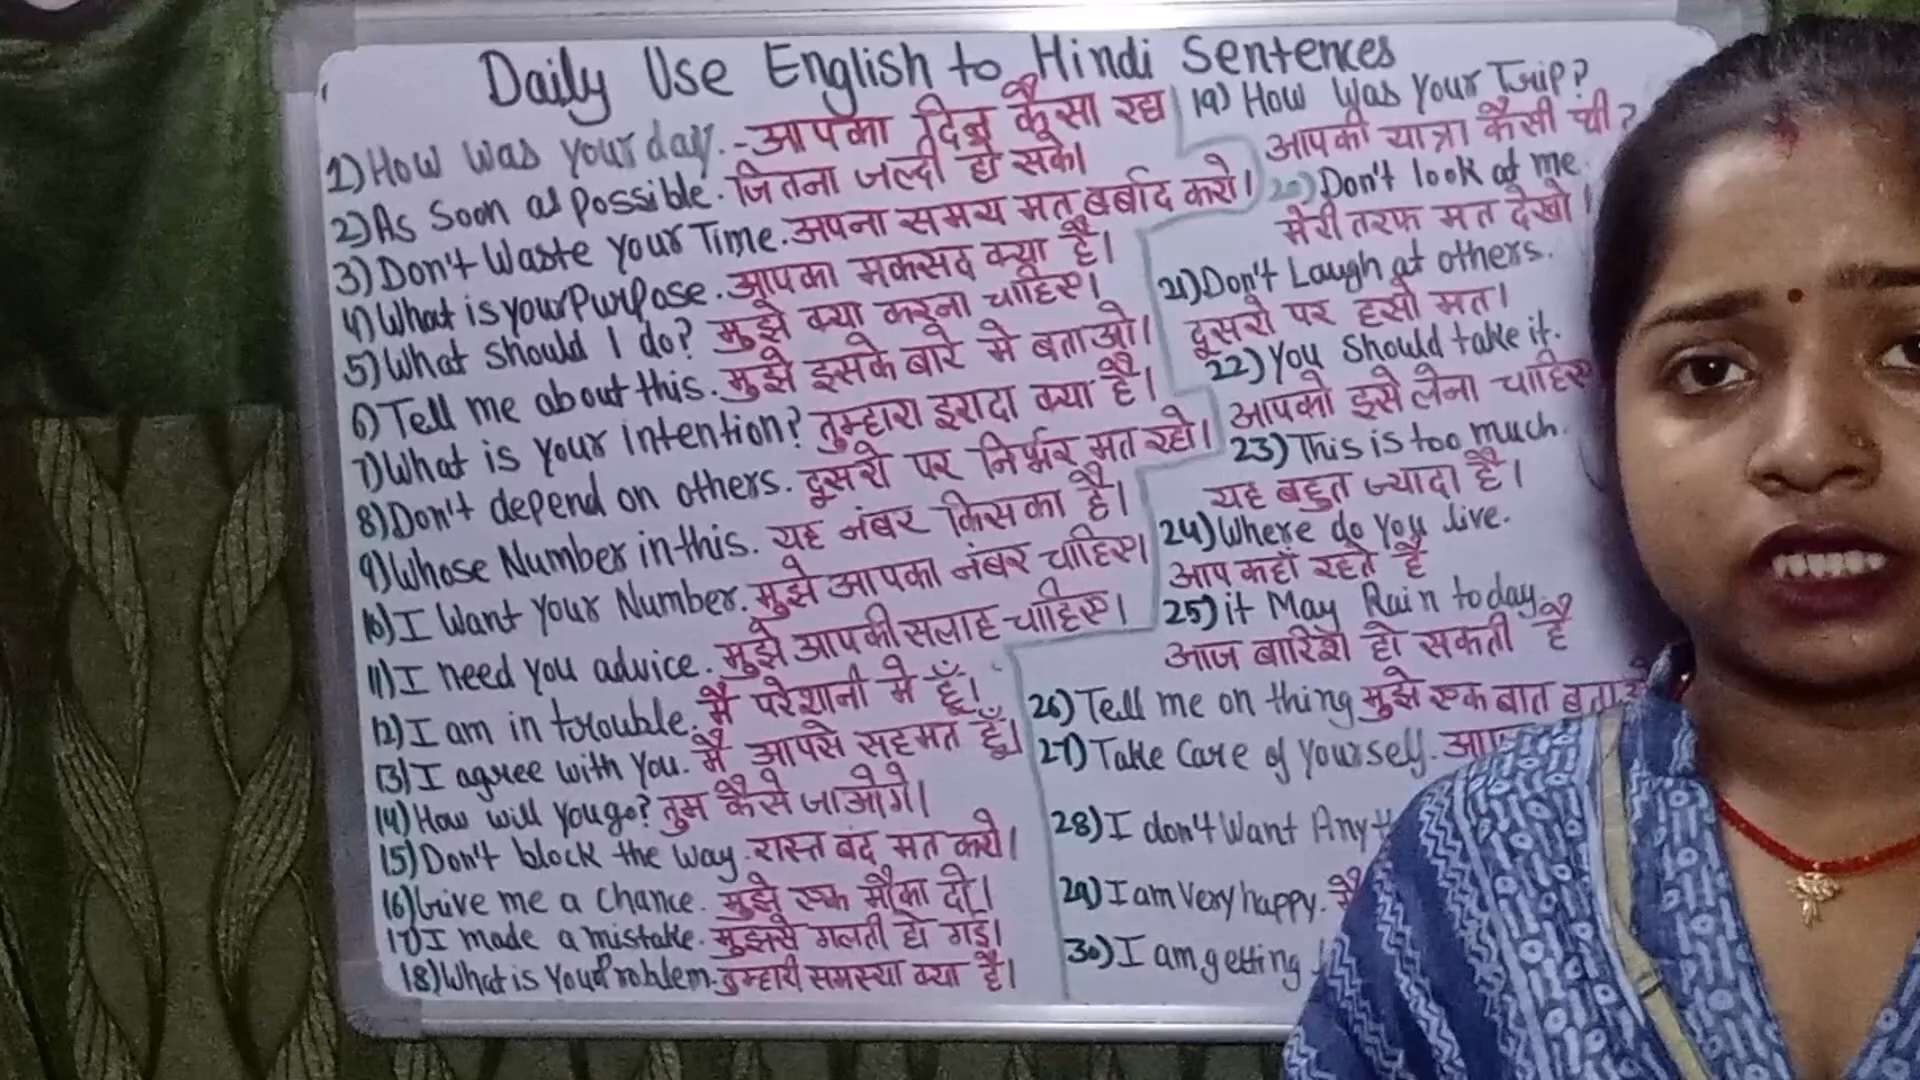 Daily Use English to Hindi Sentences
1) How was your day. - आपका दिन कैसा रहा
2) As soon as possible. जितना जल्दी हो सके।
3) Don't Waste your Time. अपना समय मत बर्बाद करो।
4) What is your Purpose. आपका मकसद क्या है।
5) What should I do? मुझे क्या करना चाहिए।
6) Tell me about this. मुझे इसके बारे मे बताओ।
7) What is your intention? तुम्हारा इरादा क्या है।
8) Don't depend on others. दूसरो पर निर्भर मत रहो।
9) Whose Number in this. यह नंबर किसका है।
10) I Want your Number. मुझे आपका नंबर चाहिए।
11) I need you advice. मुझे आपकी सलाह चाहिए।
12) I am in trouble. मैं परेशानी मे हूँ।
13) I agree with you. मैं आपसे सहमत हूँ।
14) How will you go? तुम कैसे जाओगे।
15) Don't block the way. रास्त बंद मत करो।
16) Give me a chance. मुझे एक मौका दो।
17) I made a mistake. मुझसे गलती हो गई।
18) What is your Problem. तुम्हारी समस्या क्या है।
19) How was your Trip?
आपकी यात्रा कैसी थी?
20) Don't look at me.
मेरी तरफ मत देखो।
21) Don't Laugh at others.
दूसरो पर हसो मत।
22) You should take it.
आपको इसे लेना चाहिए
23) This is too much.
यह बहुत ज्यादा है।
24) Where do you live.
आप कहाँ रहते है
25) it May Rain today.
आज बारिश हो सकती है
26) Tell me on thing मुझे एक बात
27) Take Care of yourself.
28) I don't Want
29) I am very happy.
30) I am getting